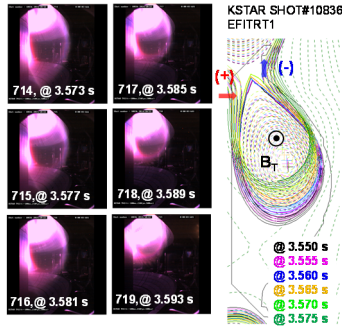 KSTAR SHOT#10836
EFITRT1
714, @ 3.573 s
717,@ 3.585 s
715,@ 3.577 s
718,@ 3.589 s
716,@ 3.581 s
719,@ 3.593 s
(+)
(-)
B_T
@ 3.550 s
@ 3.555 s
@ 3.560 s
@ 3.565 s
@ 3.570 s
@ 3.575 s